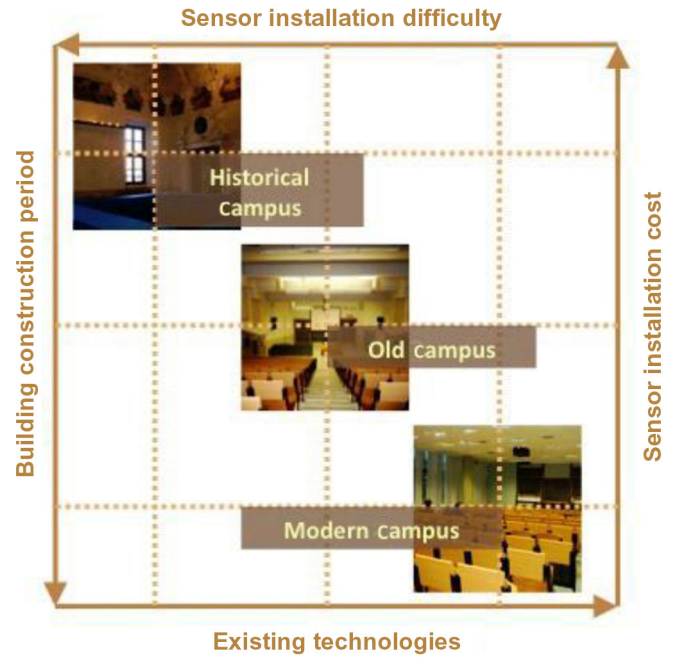 Sensor installation difficulty
Building construction period
Historical
Campus
Old campus
Modern campus
Sensor installation cost
Existing technologies